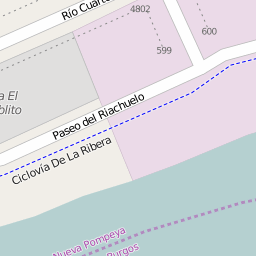 4802
Río Cuarto
600
599
a El
blito
Paseo del Riachuelo
Ciclovía De La Ribera
Nueva Pompeya
Burgos